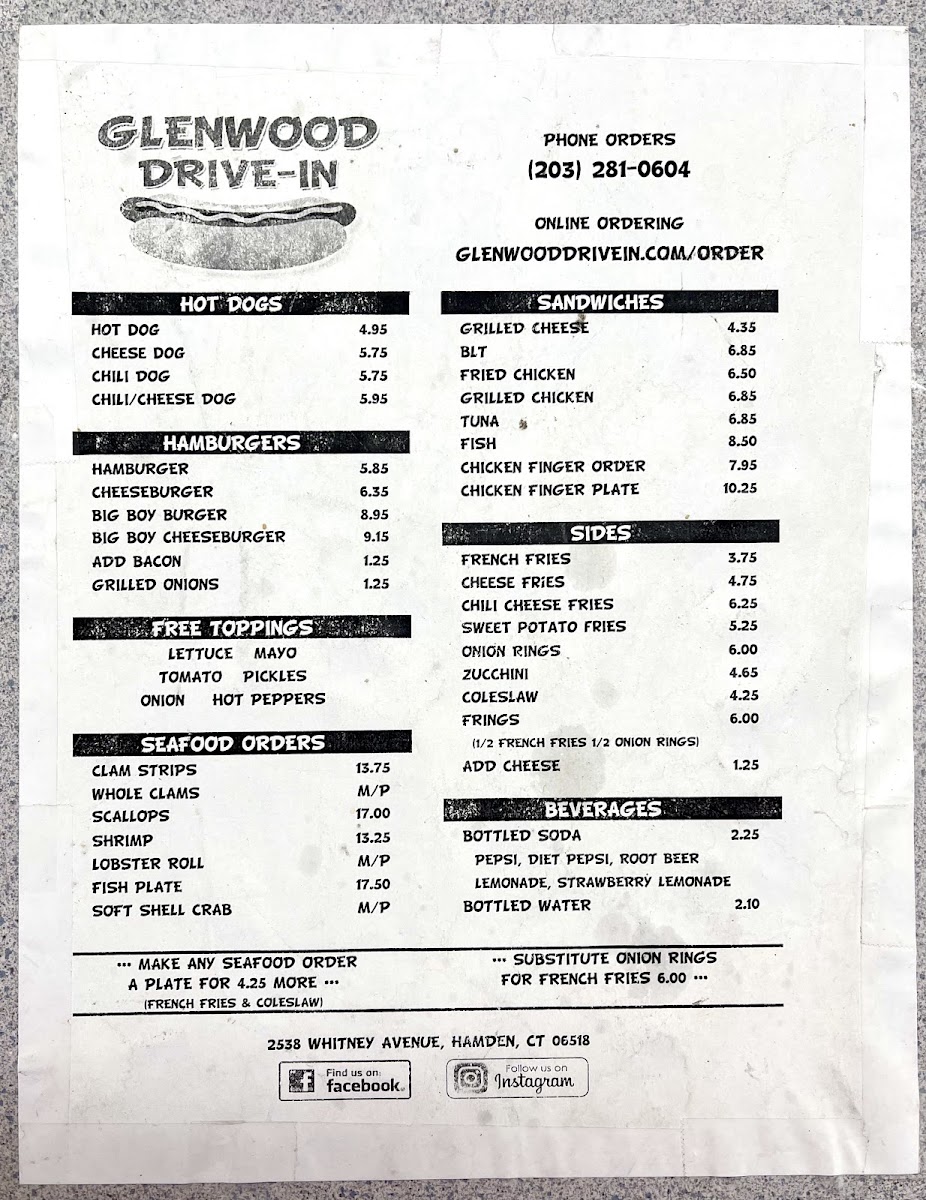 GLENWOOD
DRIVE-IN
PHONE ORDERS
(203) 281-0604
ONLINE ORDERING
GLENWOODDRIVEIN.COM/ORDER
HOT DOGS
HOT DOG 4.95
CHEESE DOG 5.75
CHILI DOG 5.75
CHILI/CHEESE DOG 5.95
HAMBURGERS
HAMBURGER 5.85
CHEESEBURGER 6.35
BIG BOY BURGER 8.95
BIG BOY CHEESEBURGER 9.15
ADD BACON 1.25
GRILLED ONIONS 1.25
FREE TOPPINGS
LETTUCE MAYO
TOMATO PICKLES
ONION HOT PEPPERS
SEAFOOD ORDERS
CLAM STRIPS 13.75
WHOLE CLAMS M/P
SCALLOPS 17.00
SHRIMP 13.25
LOBSTER ROLL M/P
FISH PLATE 17.50
SOFT SHELL CRAB M/P
SANDWICHES
GRILLED CHEESE 4.35
BLT 6.85
FRIED CHICKEN 6.50
GRILLED CHICKEN 6.85
TUNA 6.85
FISH 8.50
CHICKEN FINGER ORDER 7.95
CHICKEN FINGER PLATE 10.25
SIDES
FRENCH FRIES 3.75
CHEESE FRIES 4.75
CHILI CHEESE FRIES 6.25
SWEET POTATO FRIES 5.25
ONION RINGS 6.00
ZUCCHINI 4.65
COLESLAW 4.25
FRINGS 6.00
(1/2 FRENCH FRIES 1/2 ONION RINGS)
ADD CHEESE 1.25
BEVERAGES
BOTTLED SODA 2.25
PEPSI, DIET PEPSI, ROOT BEER
LEMONADE, STRAWBERRY LEMONADE
BOTTLED WATER 2.10
··· MAKE ANY SEAFOOD ORDER
A PLATE FOR 4.25 MORE ···
(FRENCH FRIES & COLESLAW)
··· SUBSTITUTE ONION RINGS
FOR FRENCH FRIES 6.00 ···
2538 WHITNEY AVENUE, HAMDEN, CT 06518
Find us on:
facebook.
Follow us on
Instagram